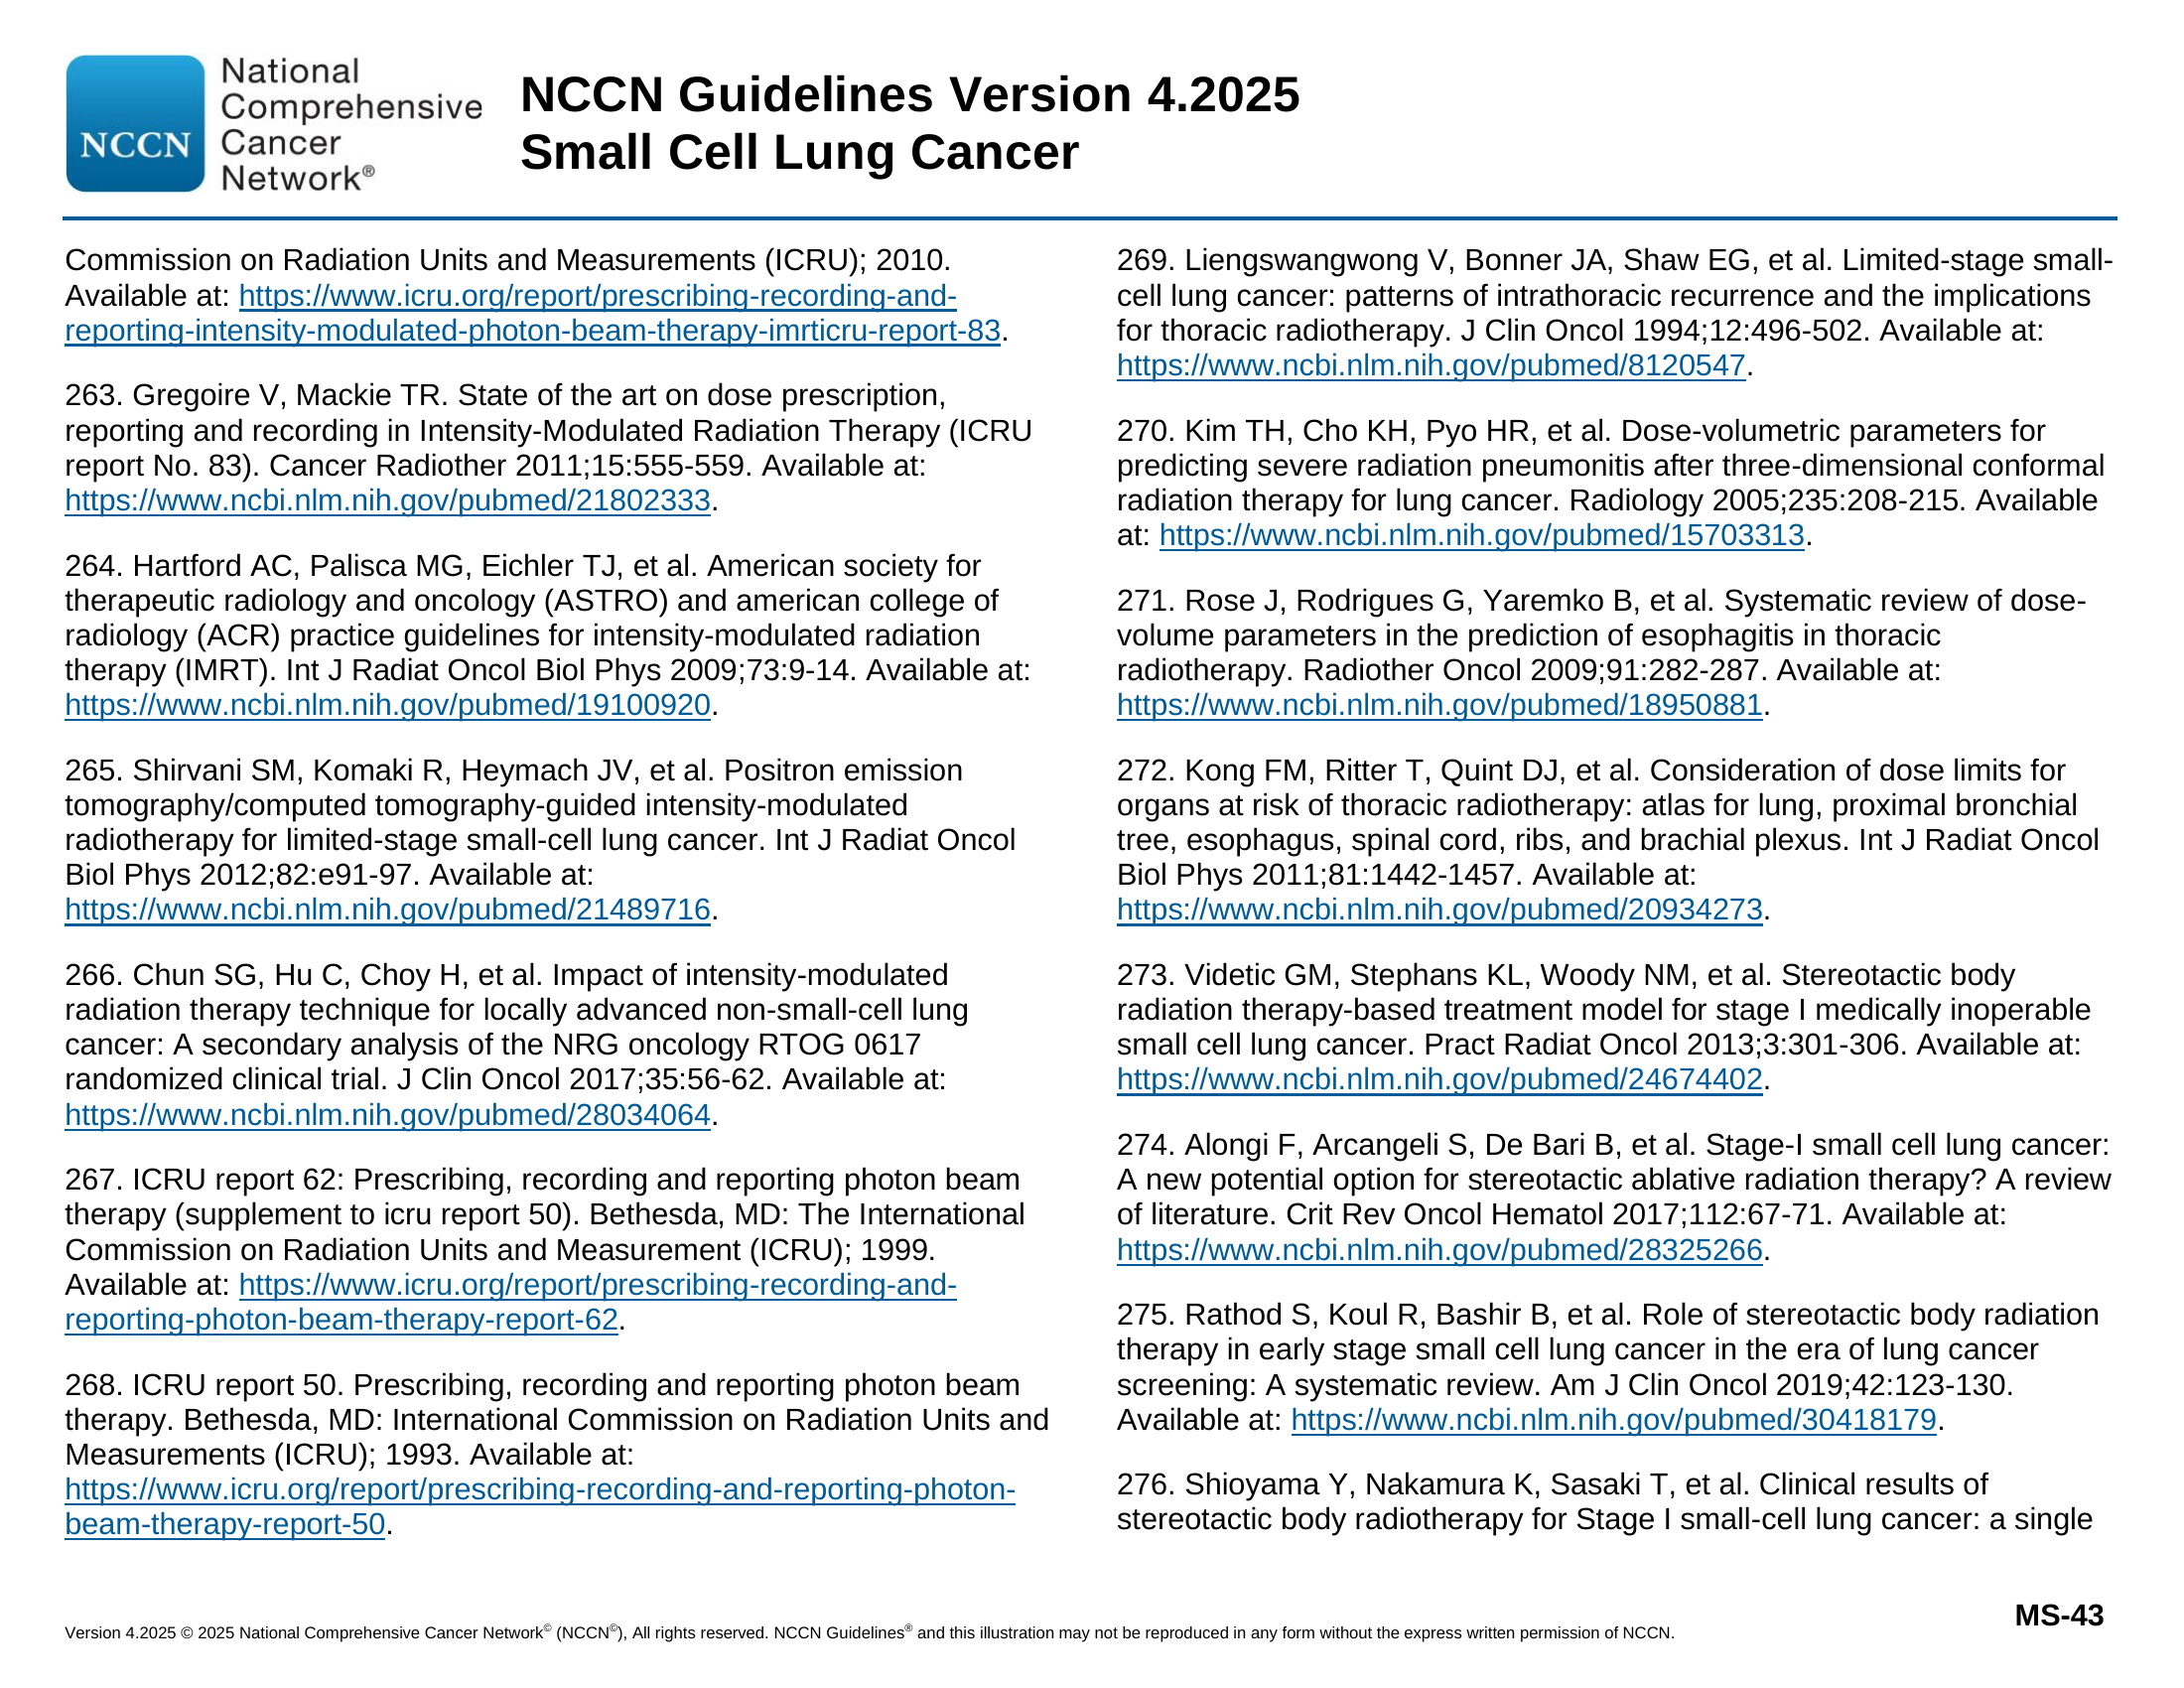 NCCN
National
Comprehensive
Cancer
Network®
NCCN Guidelines Version 4.2025
Small Cell Lung Cancer
Commission on Radiation Units and Measurements (ICRU); 2010.
Available at: https://www.icru.org/report/prescribing-recording-and-
reporting-intensity-modulated-photon-beam-therapy-imrticru-report-83.
263. Gregoire V, Mackie TR. State of the art on dose prescription,
reporting and recording in Intensity-Modulated Radiation Therapy (ICRU
report No. 83). Cancer Radiother 2011;15:555-559. Available at:
https://www.ncbi.nlm.nih.gov/pubmed/21802333.
264. Hartford AC, Palisca MG, Eichler TJ, et al. American society for
therapeutic radiology and oncology (ASTRO) and american college of
radiology (ACR) practice guidelines for intensity-modulated radiation
therapy (IMRT). Int J Radiat Oncol Biol Phys 2009;73:9-14. Available at:
https://www.ncbi.nlm.nih.gov/pubmed/19100920.
265. Shirvani SM, Komaki R, Heymach JV, et al. Positron emission
tomography/computed tomography-guided intensity-modulated
radiotherapy for limited-stage small-cell lung cancer. Int J Radiat Oncol
Biol Phys 2012;82:e91-97. Available at:
https://www.ncbi.nlm.nih.gov/pubmed/21489716.
266. Chun SG, Hu C, Choy H, et al. Impact of intensity-modulated
radiation therapy technique for locally advanced non-small-cell lung
cancer: A secondary analysis of the NRG oncology RTOG 0617
randomized clinical trial. J Clin Oncol 2017;35:56-62. Available at:
https://www.ncbi.nlm.nih.gov/pubmed/28034064.
267. ICRU report 62: Prescribing, recording and reporting photon beam
therapy (supplement to icru report 50). Bethesda, MD: The International
Commission on Radiation Units and Measurement (ICRU); 1999.
Available at: https://www.icru.org/report/prescribing-recording-and-
reporting-photon-beam-therapy-report-62.
268. ICRU report 50. Prescribing, recording and reporting photon beam
therapy. Bethesda, MD: International Commission on Radiation Units and
Measurements (ICRU); 1993. Available at:
https://www.icru.org/report/prescribing-recording-and-reporting-photon-
beam-therapy-report-50.
269. Liengswangwong V, Bonner JA, Shaw EG, et al. Limited-stage small-
cell lung cancer: patterns of intrathoracic recurrence and the implications
for thoracic radiotherapy. J Clin Oncol 1994;12:496-502. Available at:
https://www.ncbi.nlm.nih.gov/pubmed/8120547.
270. Kim TH, Cho KH, Pyo HR, et al. Dose-volumetric parameters for
predicting severe radiation pneumonitis after three-dimensional conformal
radiation therapy for lung cancer. Radiology 2005;235:208-215. Available
at: https://www.ncbi.nlm.nih.gov/pubmed/15703313.
271. Rose J, Rodrigues G, Yaremko B, et al. Systematic review of dose-
volume parameters in the prediction of esophagitis in thoracic
radiotherapy. Radiother Oncol 2009;91:282-287. Available at:
https://www.ncbi.nlm.nih.gov/pubmed/18950881.
272. Kong FM, Ritter T, Quint DJ, et al. Consideration of dose limits for
organs at risk of thoracic radiotherapy: atlas for lung, proximal bronchial
tree, esophagus, spinal cord, ribs, and brachial plexus. Int J Radiat Oncol
Biol Phys 2011;81:1442-1457. Available at:
https://www.ncbi.nlm.nih.gov/pubmed/20934273.
273. Videtic GM, Stephans KL, Woody NM, et al. Stereotactic body
radiation therapy-based treatment model for stage I medically inoperable
small cell lung cancer. Pract Radiat Oncol 2013;3:301-306. Available at:
https://www.ncbi.nlm.nih.gov/pubmed/24674402.
274. Alongi F, Arcangeli S, De Bari B, et al. Stage-I small cell lung cancer:
A new potential option for stereotactic ablative radiation therapy? A review
of literature. Crit Rev Oncol Hematol 2017;112:67-71. Available at:
https://www.ncbi.nlm.nih.gov/pubmed/28325266.
275. Rathod S, Koul R, Bashir B, et al. Role of stereotactic body radiation
therapy in early stage small cell lung cancer in the era of lung cancer
screening: A systematic review. Am J Clin Oncol 2019;42:123-130.
Available at: https://www.ncbi.nlm.nih.gov/pubmed/30418179.
276. Shioyama Y, Nakamura K, Sasaki T, et al. Clinical results of
stereotactic body radiotherapy for Stage I small-cell lung cancer: a single
MS-43
Version 4.2025 © 2025 National Comprehensive Cancer Network© (NCCN©), All rights reserved. NCCN Guidelines® and this illustration may not be reproduced in any form without the express written permission of NCCN.